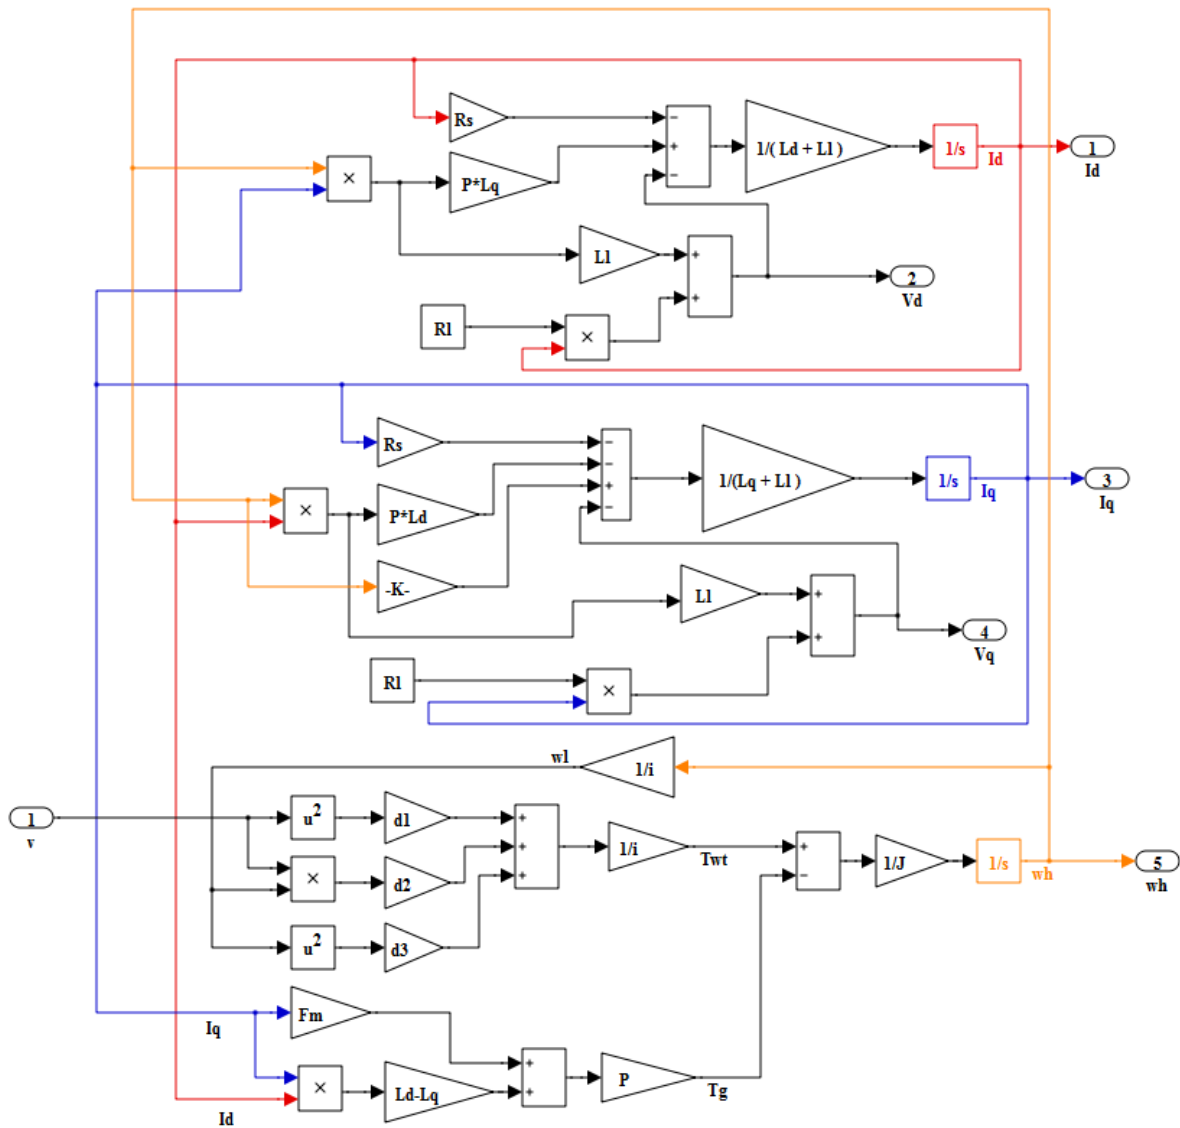 Rs
−
+
−
1/( Ld + Ll )
1/s
Id
1
Id
×
P*Lq
Ll
+
+
2
Vd
Rl
×
Rs
−
−
+
−
1/(Lq + Ll )
1/s
Iq
3
Iq
×
P*Ld
-K-
Ll
+
+
4
Vq
Rl
×
wl
1/i
1
v
u²
d1
+
+
+
1/i
Twt
+
−
1/J
1/s
wh
5
wh
×
d2
u²
d3
Iq
Fm
+
+
P
Tg
×
Ld-Lq
Id